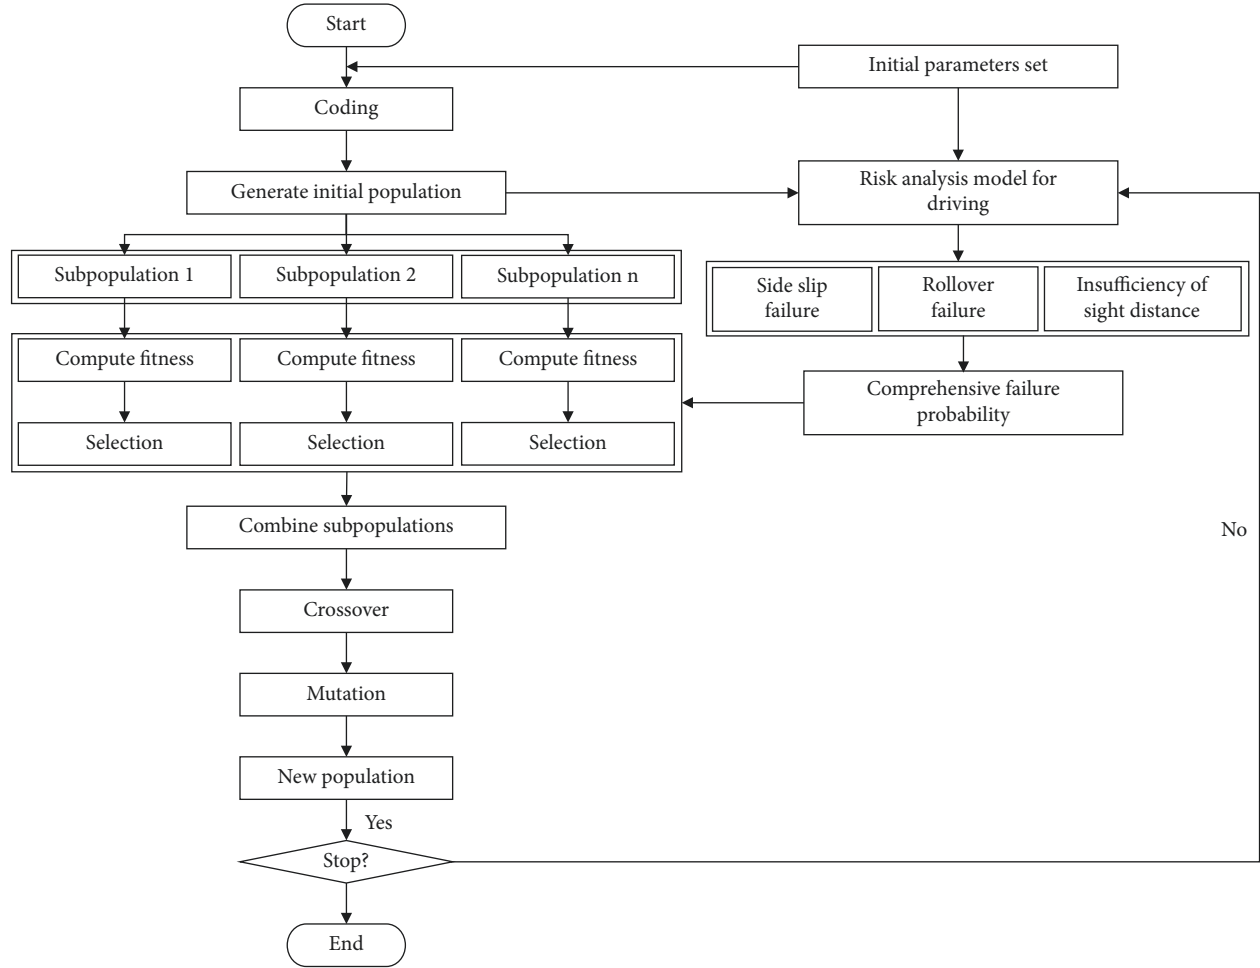 Start
Initial parameters set
Coding
Generate initial population
Risk analysis model for
driving
Subpopulation 1
Subpopulation 2
Subpopulation n
Side slip
failure
Rollover
failure
Insufficiency of
sight distance
Compute fitness
Compute fitness
Compute fitness
Comprehensive failure
probability
Selection
Selection
Selection
Combine subpopulations
No
Crossover
Mutation
New population
Yes
Stop?
End